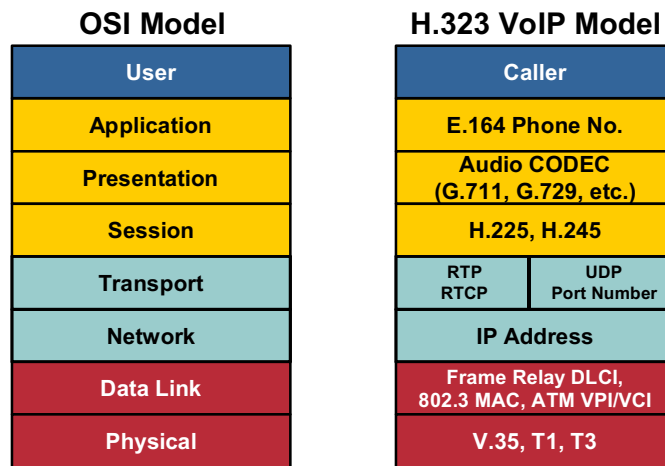 OSI Model
User
Application
Presentation
Session
Transport
Network
Data Link
Physical
H.323 VoIP Model
Caller
E.164 Phone No.
Audio CODEC
(G.711, G.729, etc.)
H.225, H.245
RTP
RTCP
UDP
Port Number
IP Address
Frame Relay DLCI,
802.3 MAC, ATM VPI/VCI
V.35, T1, T3